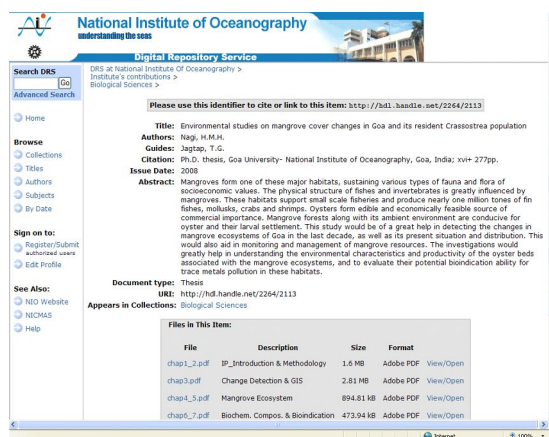 National Institute of Oceanography
understanding the seas
Digital Repository Service
Search DRS
Go
Advanced Search
Home
Browse
Collections
Titles
Authors
Subjects
By Date
Sign on to:
Register/Submit
authorized users
Edit Profile
See Also:
NIO Website
NICMAS
Help
DRS at National Institute Of Oceanography >
Institute's contributions >
Biological Sciences >
Please use this identifier to cite or link to this item: http://hdl.handle.net/2264/2113
Title: Environmental studies on mangrove cover changes in Goa and its resident Crassostrea population
Authors: Nagi, H.M.H.
Guides: Jagtap, T.G.
Citation: Ph.D. thesis, Goa University- National Institute of Oceanography, Goa, India; xvi+ 277pp.
Issue Date: 2008
Abstract: Mangroves form one of these major habitats, sustaining various types of fauna and flora of
socioeconomic values. The physical structure of fishes and invertebrates is greatly influenced by
mangroves. These habitats support small scale fisheries and produce nearly one million tones of fin
fishes, mollusks, crabs and shrimps. Oysters form edible and economically feasible source of
commercial importance. Mangrove forests along with its ambient environment are conducive for
oyster and their larval settlement. This study would be of a great help in detecting the changes in
mangrove ecosystems of Goa in the last decade, as well as its present situation and distribution. This
would also aid in monitoring and management of mangrove resources. The investigations would
greatly help in understanding the environmental characteristics and productivity of the oyster beds
associated with the mangrove ecosystems, and to evaluate their potential bioindication ability for
trace metals pollution in these habitats.
Document type: Thesis
URI: http://hdl.handle.net/2264/2113
Appears in Collections: Biological Sciences
Files in This Item:
File Description Size Format
chap1_2.pdf IP_Introduction & Methodology 1.6 MB Adobe PDF View/Open
chap3.pdf Change Detection & GIS 2.81 MB Adobe PDF View/Open
chap4_5.pdf Mangrove Ecosystem 894.81 kB Adobe PDF View/Open
chap6_7.pdf Biochem. Compos. & Bioindication 473.94 kB Adobe PDF View/Open
Internet
100%